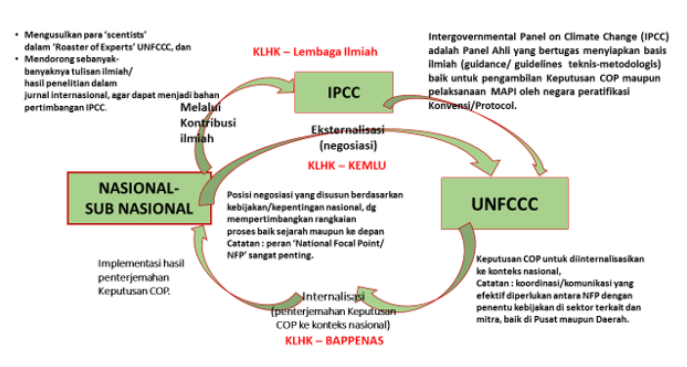 • Mengusulkan para ‘scentists’
dalam ‘Roaster of Experts’ UNFCCC, dan
• Mendorong sebanyak-
banyaknya tulisan ilmiah/
hasil penelitian dalam
jurnal internasional, agar dapat menjadi bahan
pertimbangan IPCC.
KLHK – Lembaga Ilmiah
Intergovernmental Panel on Climate Change (IPCC)
adalah Panel Ahli yang bertugas menyiapkan basis
ilmiah (guidance/ guidelines teknis-metodologis)
baik untuk pengambilan Keputusan COP maupun
pelaksanaan MAPI oleh negara peratifikasi
Konvensi/Protocol.
IPCC
Melalui
Kontribusi
ilmiah
Eksternalisasi
(negosiasi)
KLHK – KEMLU
NASIONAL-
SUB NASIONAL
Posisi negosiasi yang disusun berdasarkan
kebijakan/kepentingan nasional, dg
mempertimbangkan rangkaian
proses baik sejarah maupun ke depan
Catatan : peran ‘National Focal Point/
NFP’ sangat penting.
UNFCCC
Implementasi hasil
penterjemahan
Keputusan COP.
Keputusan COP untuk diinternalisasikan
ke konteks nasional,
Catatan : koordinasi/komunikasi yang
efektif diperlukan antara NFP dengan
penentu kebijakan di sektor terkait dan
mitra, baik di Pusat maupun Daerah.
Internalisasi
(penterjemahan Keputusan
COP ke konteks nasional)
KLHK – BAPPENAS